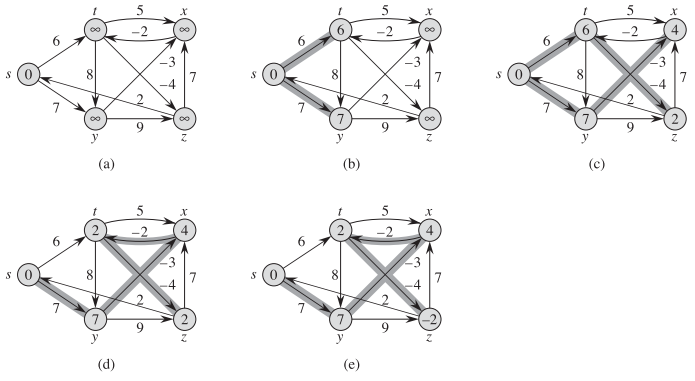 t 5 x
∞ −2 ∞
6
s 0 8 −3 7
−4
7 2
∞ 9 ∞
y z
(a)
t 5 x
6 −2 ∞
6
s 0 8 −3 7
−4
7 2
7 9 ∞
y z
(b)
t 5 x
6 −2 4
6
s 0 8 −3 7
−4
7 2
7 9 2
y z
(c)
t 5 x
2 −2 4
6
s 0 8 −3 7
−4
7 2
7 9 2
y z
(d)
t 5 x
2 −2 4
6
s 0 8 −3 7
−4
7 2
7 9 −2
y z
(e)